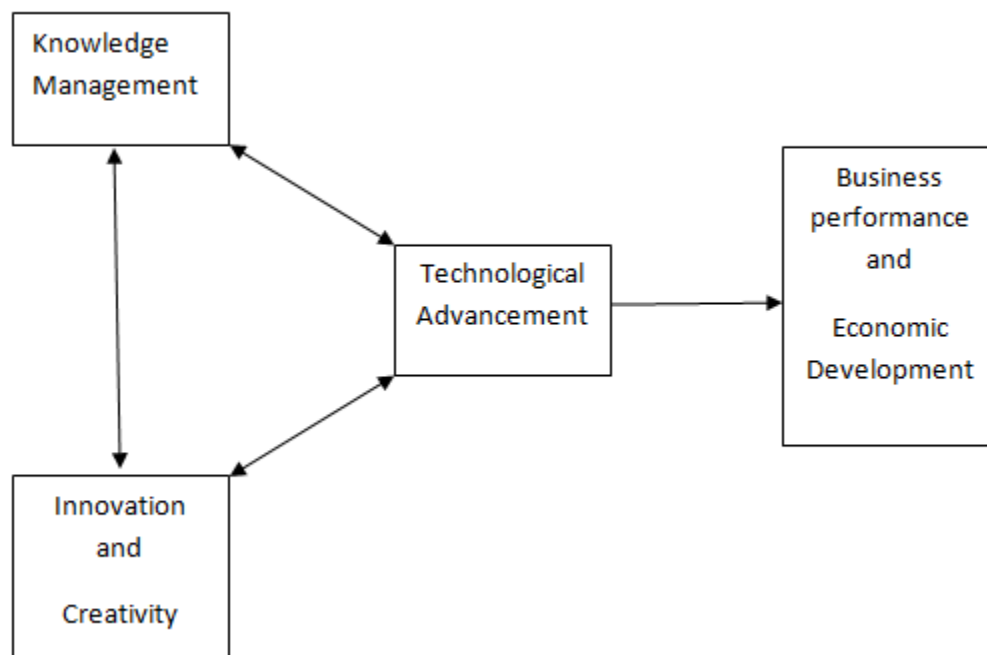 Knowledge
Management
Technological
Advancement
Business
performance
and
Economic
Development
Innovation
and
Creativity